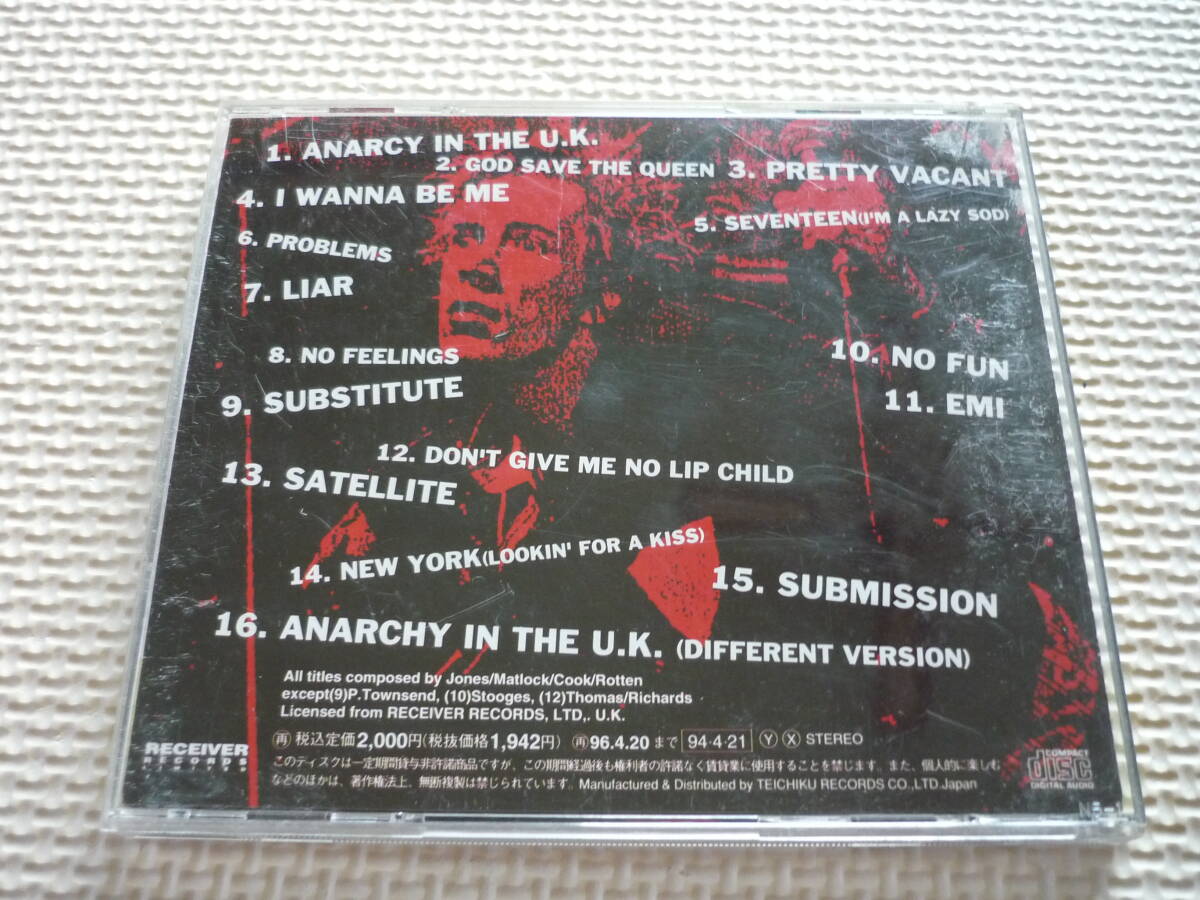 1. ANARCY IN THE U.K.
2. GOD SAVE THE QUEEN 3. PRETTY VACANT
4. I WANNA BE ME
5. SEVENTEEN(I'M A LAZY SOD)
6. PROBLEMS
7. LIAR
8. NO FEELINGS
9. SUBSTITUTE
10. NO FUN
11. EMI
12. DON'T GIVE ME NO LIP CHILD
13. SATELLITE
14. NEW YORK(LOOKIN' FOR A KISS)
15. SUBMISSION
16. ANARCHY IN THE U.K. (DIFFERENT VERSION)
All titles composed by Jones/Matlock/Cook/Rotten
except(9)P.Townsend, (10)Stooges, (12)Thomas/Richards
Licensed from RECEIVER RECORDS, LTD,. U.K.
RECEIVER
RECORDS
LIMITED
㊞税込定価2,000円(税抜価格1,942円) 再96.4.20 まで 94・4・21 Ⓨ Ⓧ STEREO
このディスクは一定期間貸与非許諾商品ですが、この期間経過後も権利者の許諾なく賃貸業に使用することを禁じます。また、個人的に楽しむ
などのほかは、著作権法上、無断複製は禁じられています。Manufactured & Distributed by TEICHIKU RECORDS CO.,LTD.Japan
COMPACT
disc
DIGITAL AUDIO